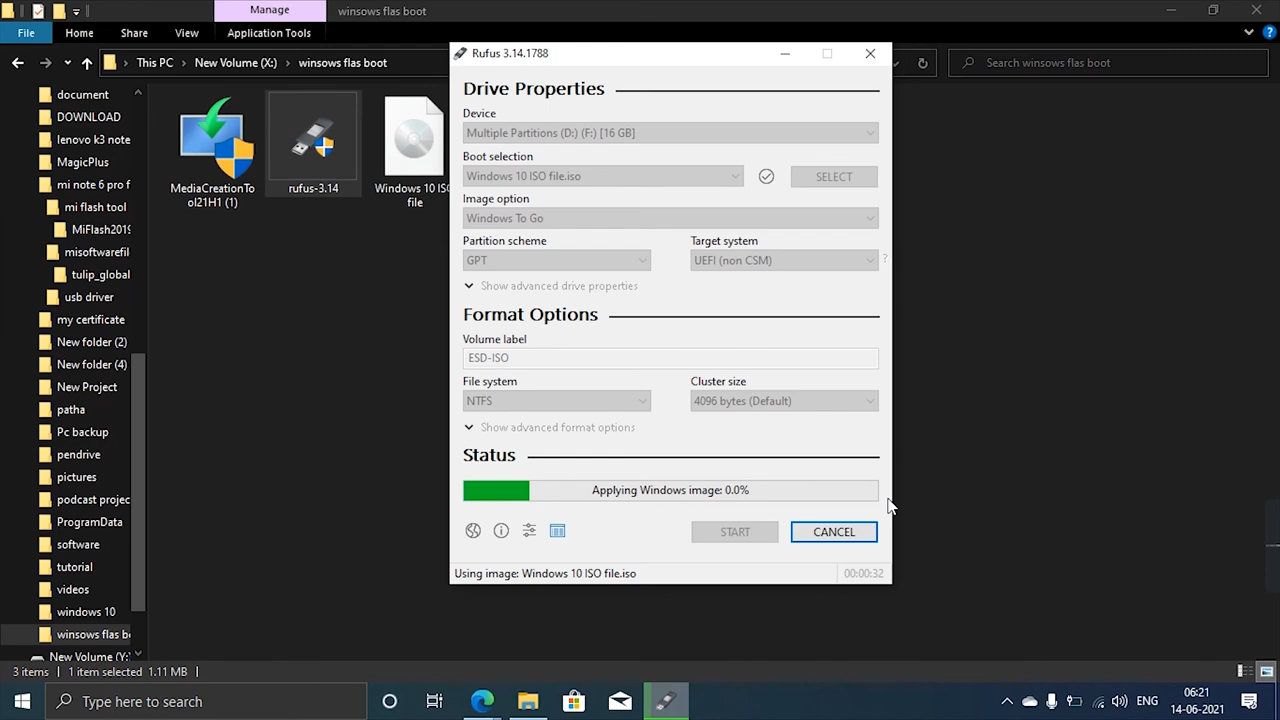 Manage
winsows flas boot
File
Home
Share
View
Application Tools
This PC
New Volume (X:)
winsows flas boot
Search winsows flas boot
document
DOWNLOAD
lenovo k3 note
MagicPlus
mi note 6 pro f
mi flash tool
MiFlash2019
misoftwarefil
tulip_global
usb driver
my certificate
New folder (2)
New folder (4)
New Project
patha
Pc backup
pendrive
pictures
podcast projec
ProgramData
software
tutorial
videos
windows 10
winsows flas bo
New Volume (Y:
MediaCreationTo
ol21H1 (1)
rufus-3.14
Windows 10 ISO
file
Rufus 3.14.1788
Drive Properties
Device
Multiple Partitions (D:) (F:) [16 GB]
Boot selection
Windows 10 ISO file.iso
SELECT
Image option
Windows To Go
Partition scheme
Target system
GPT
UEFI (non CSM)
?
Show advanced drive properties
Format Options
Volume label
ESD-ISO
File system
Cluster size
NTFS
4096 bytes (Default)
Show advanced format options
Status
Applying Windows image: 0.0%
START
CANCEL
Using image: Windows 10 ISO file.iso
00:00:32
3 items
1 item selected 1.11 MB
Type here to search
ENG
06:21
14-06-2021